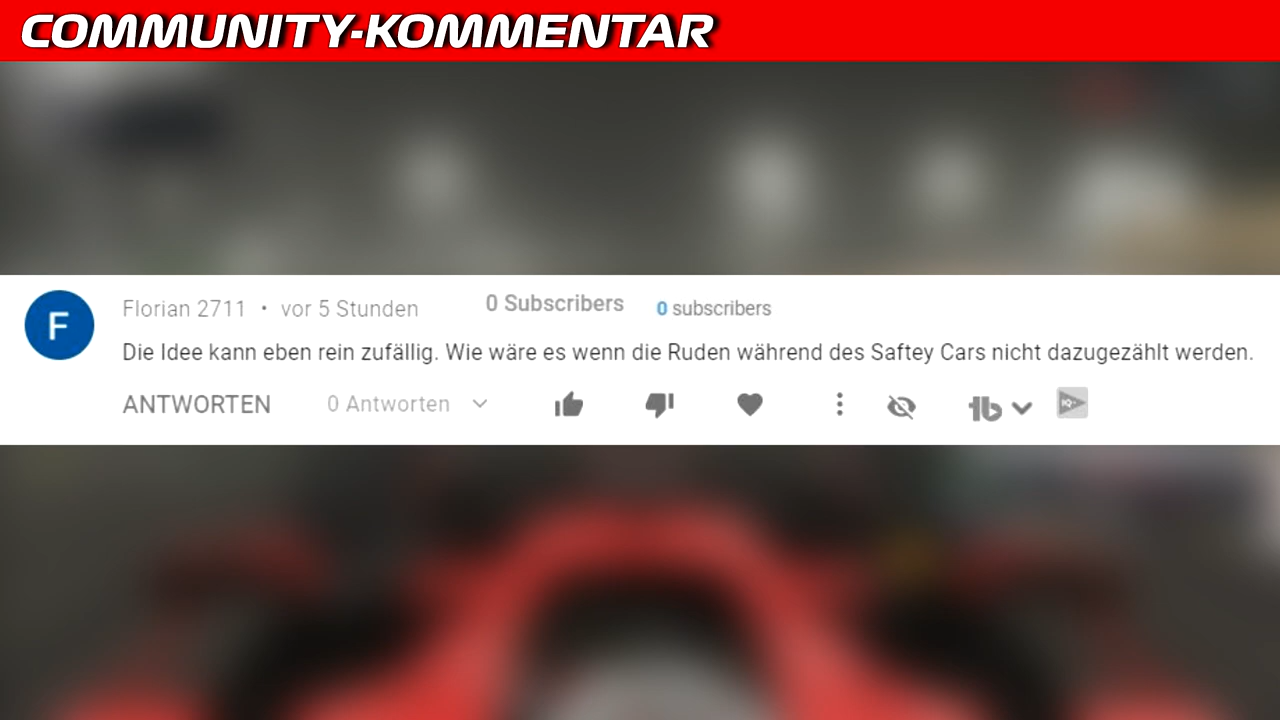 COMMUNITY-KOMMENTAR
F
Florian 2711 • vor 5 Stunden 0 Subscribers 0 subscribers
Die Idee kann eben rein zufällig. Wie wäre es wenn die Ruden während des Saftey Cars nicht dazugezählt werden.
ANTWORTEN 0 Antworten